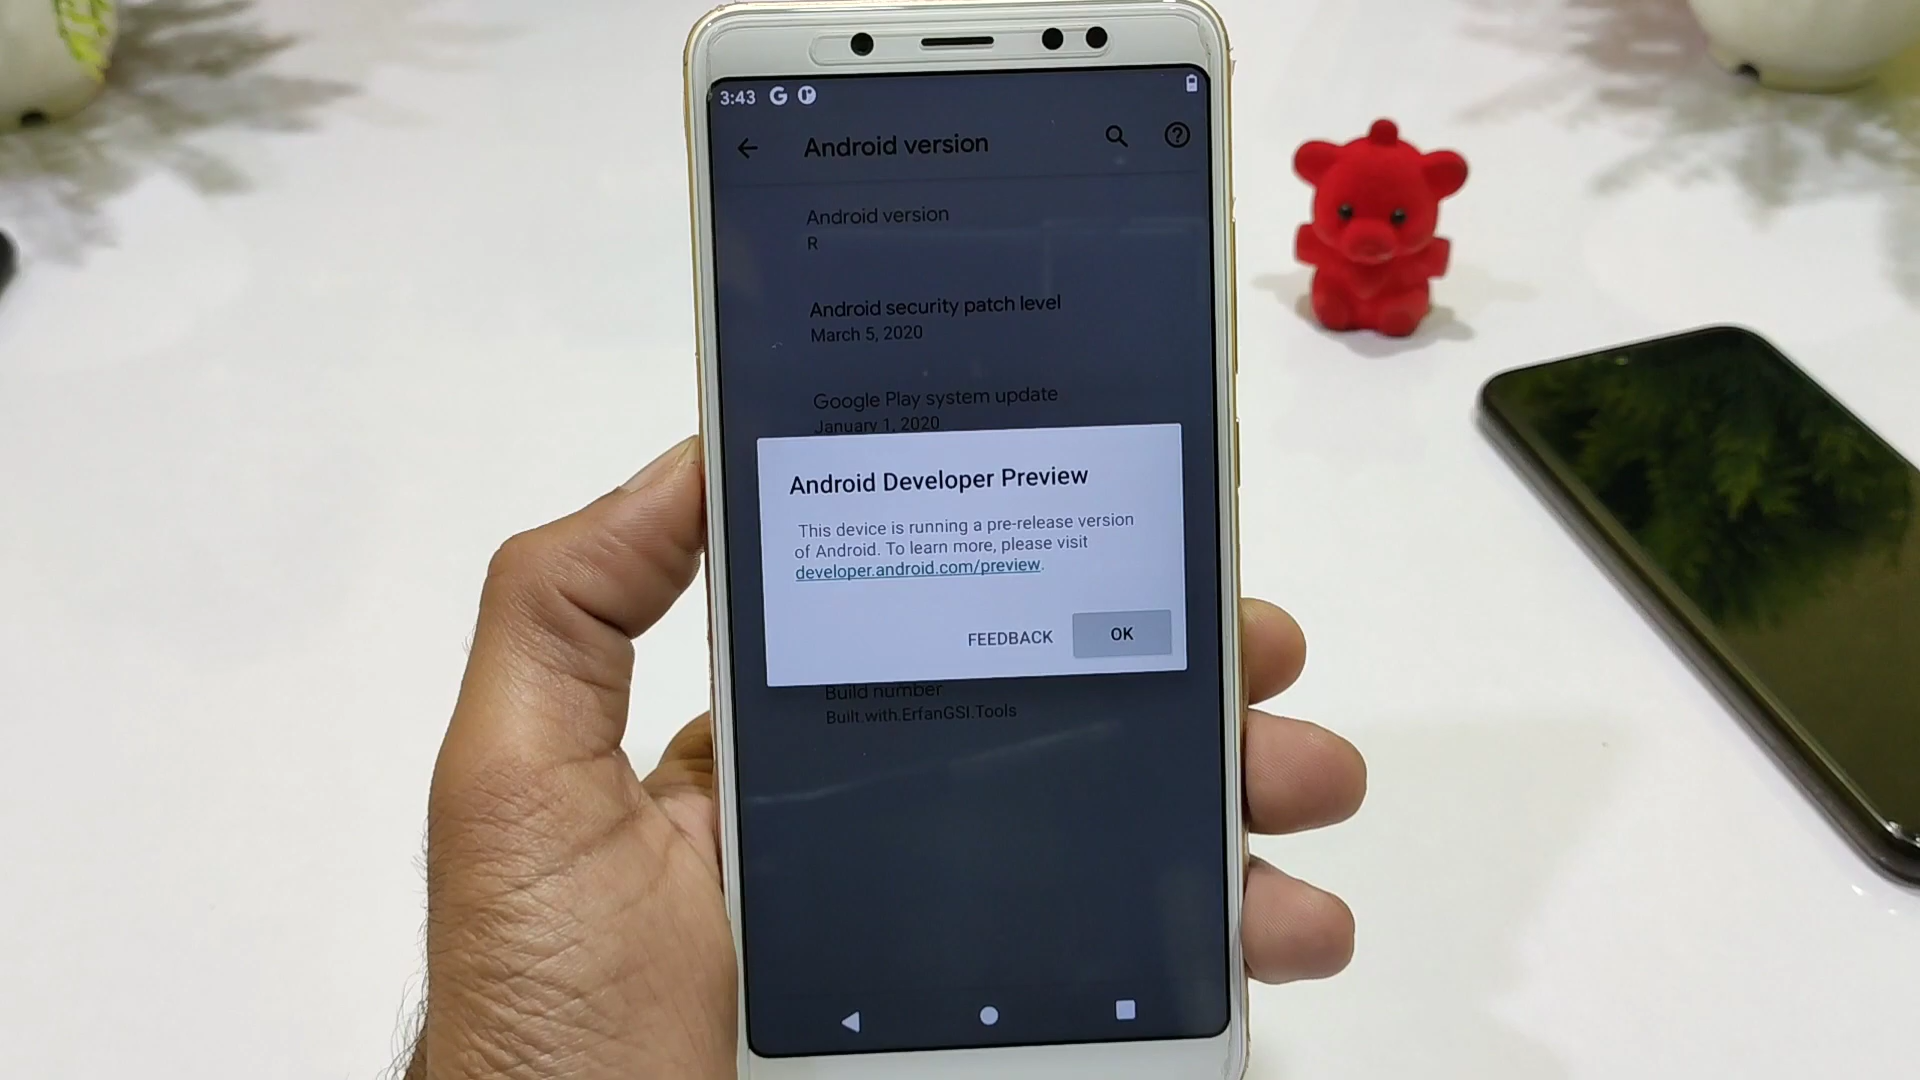 3:43
Android version
Android version
R
Android security patch level
March 5, 2020
Google Play system update
January 1, 2020
Android Developer Preview
This device is running a pre-release version
of Android. To learn more, please visit
developer.android.com/preview.
FEEDBACK
OK
Build number
Built.with.ErfanGSI.Tools